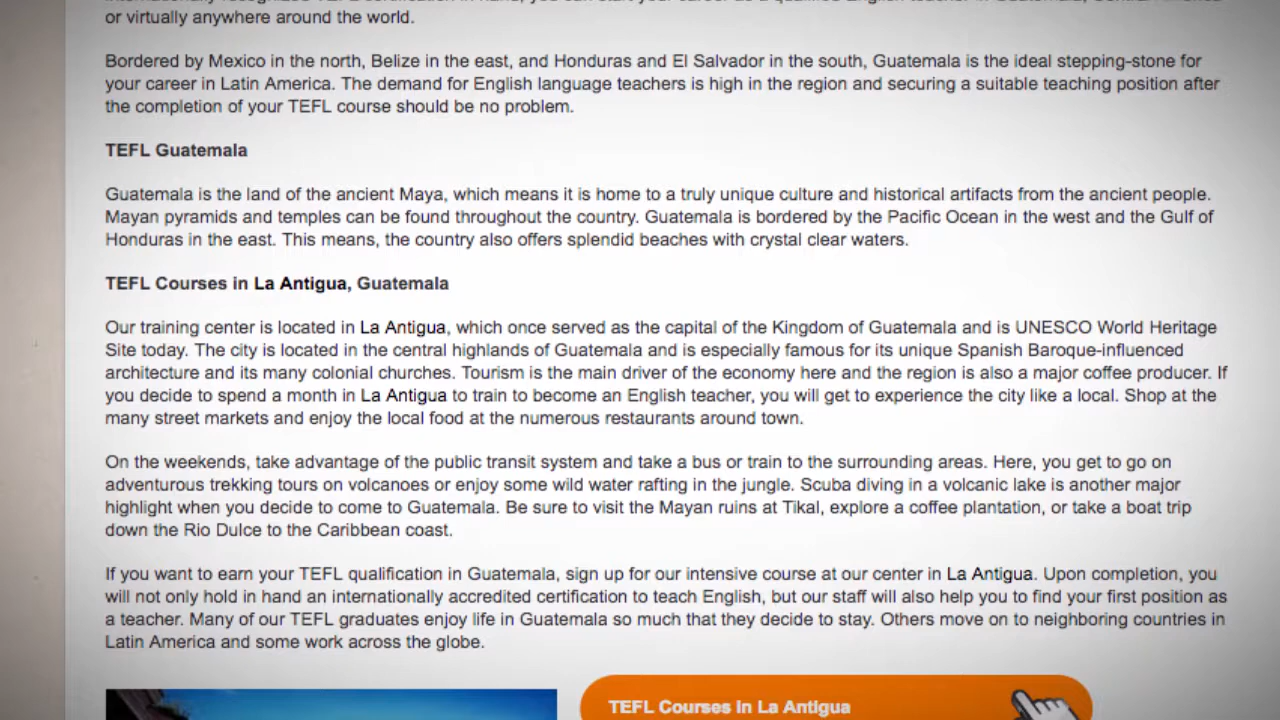 or virtually anywhere around the world.
Bordered by Mexico in the north, Belize in the east, and Honduras and El Salvador in the south, Guatemala is the ideal stepping-stone for
your career in Latin America. The demand for English language teachers is high in the region and securing a suitable teaching position after
the completion of your TEFL course should be no problem.
TEFL Guatemala
Guatemala is the land of the ancient Maya, which means it is home to a truly unique culture and historical artifacts from the ancient people.
Mayan pyramids and temples can be found throughout the country. Guatemala is bordered by the Pacific Ocean in the west and the Gulf of
Honduras in the east. This means, the country also offers splendid beaches with crystal clear waters.
TEFL Courses in La Antigua, Guatemala
Our training center is located in La Antigua, which once served as the capital of the Kingdom of Guatemala and is UNESCO World Heritage
Site today. The city is located in the central highlands of Guatemala and is especially famous for its unique Spanish Baroque-influenced
architecture and its many colonial churches. Tourism is the main driver of the economy here and the region is also a major coffee producer. If
you decide to spend a month in La Antigua to train to become an English teacher, you will get to experience the city like a local. Shop at the
many street markets and enjoy the local food at the numerous restaurants around town.
On the weekends, take advantage of the public transit system and take a bus or train to the surrounding areas. Here, you get to go on
adventurous trekking tours on volcanoes or enjoy some wild water rafting in the jungle. Scuba diving in a volcanic lake is another major
highlight when you decide to come to Guatemala. Be sure to visit the Mayan ruins at Tikal, explore a coffee plantation, or take a boat trip
down the Rio Dulce to the Caribbean coast.
If you want to earn your TEFL qualification in Guatemala, sign up for our intensive course at our center in La Antigua. Upon completion, you
will not only hold in hand an internationally accredited certification to teach English, but our staff will also help you to find your first position as
a teacher. Many of our TEFL graduates enjoy life in Guatemala so much that they decide to stay. Others move on to neighboring countries in
Latin America and some work across the globe.
TEFL Courses in La Antigua